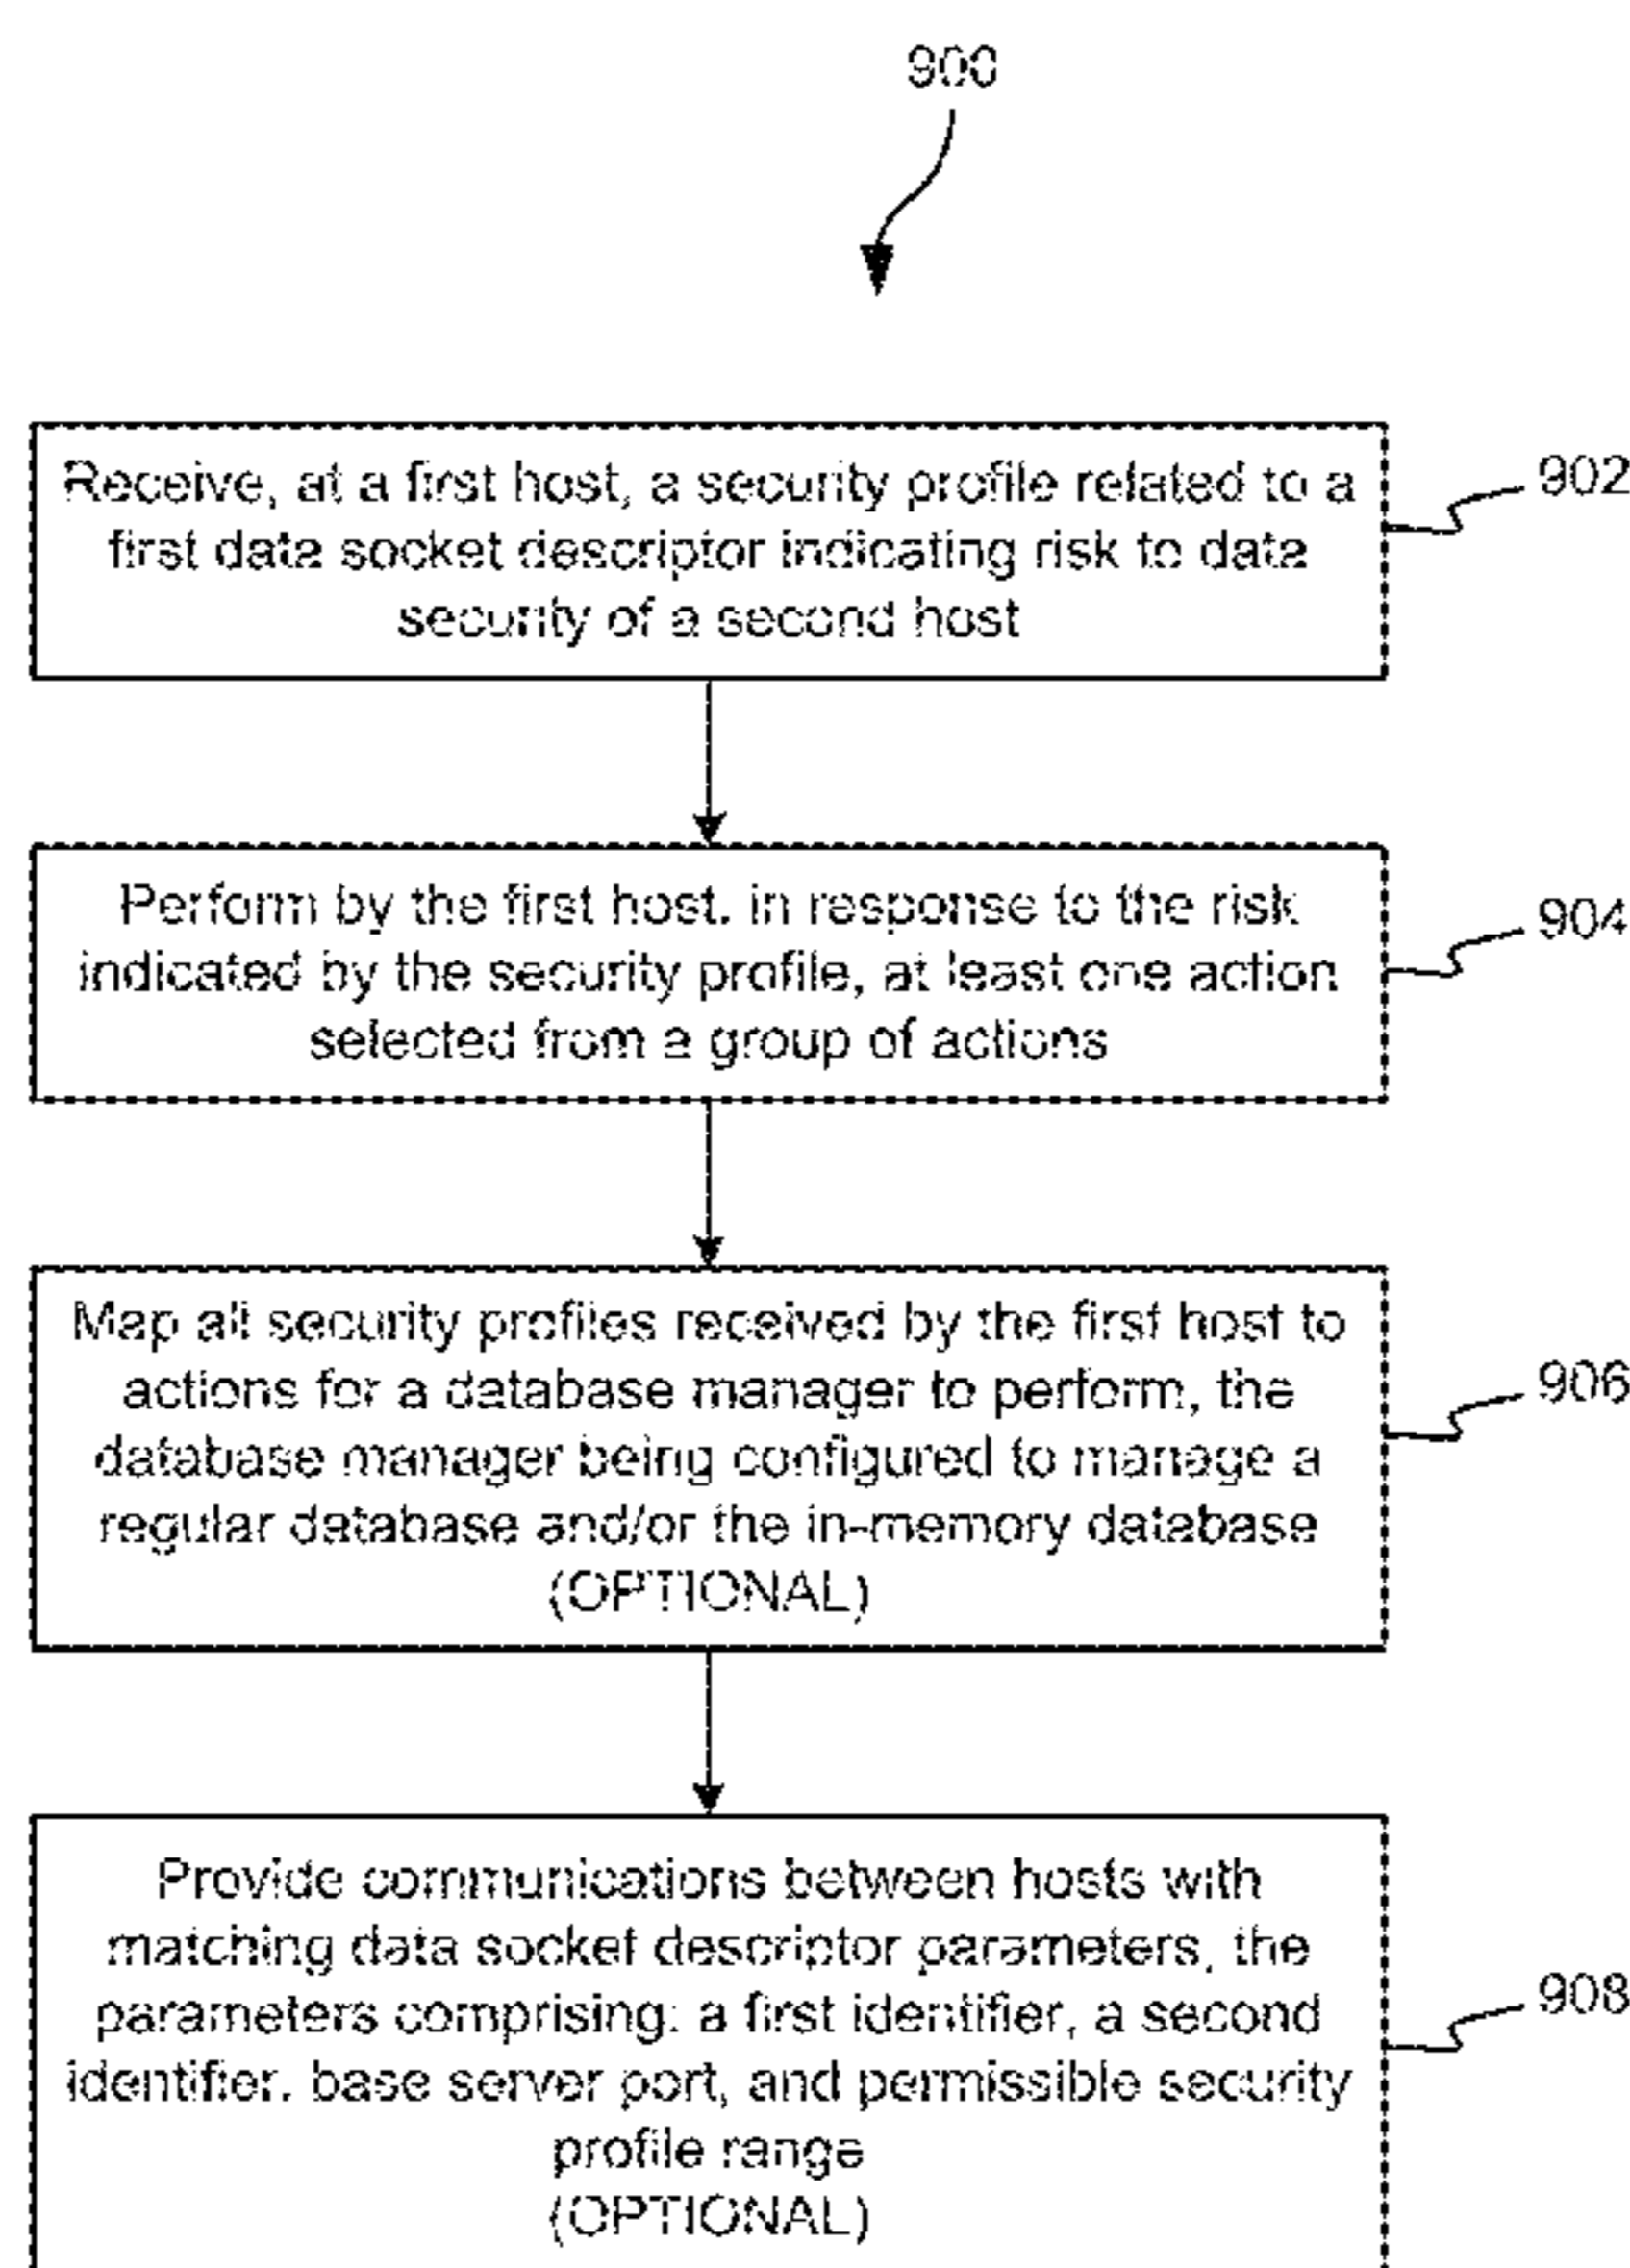 900
Receive, at a first host, a security profile related to a
first data socket descriptor indicating risk to data
security of a second host
902
Perform by the first host, in response to the risk
indicated by the security profile, at least one action
selected from a group of actions
904
Map all security profiles received by the first host to
actions for a database manager to perform, the
database manager being configured to manage a
regular database and/or the in-memory database
(OPTIONAL)
906
Provide communications between hosts with
matching data socket descriptor parameters, the
parameters comprising: a first identifier, a second
identifier, base server port, and permissible security
profile range
(OPTIONAL)
908